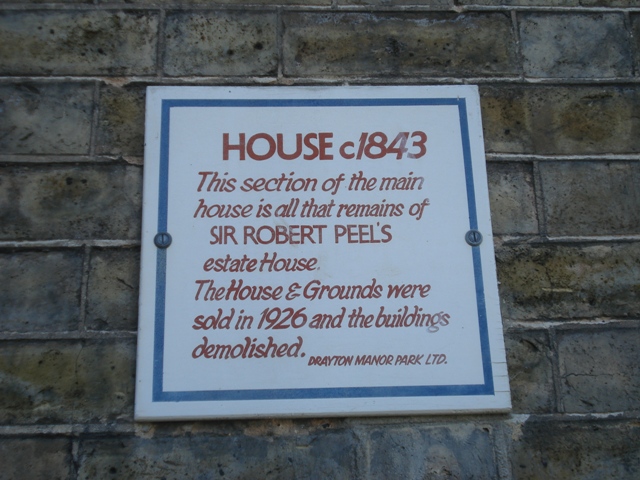 HOUSE c1843
This section of the main
house is all that remains of
SIR ROBERT PEEL'S
estate House.
The House & Grounds were
sold in 1926 and the buildings
demolished.
DRAYTON MANOR PARK LTD.